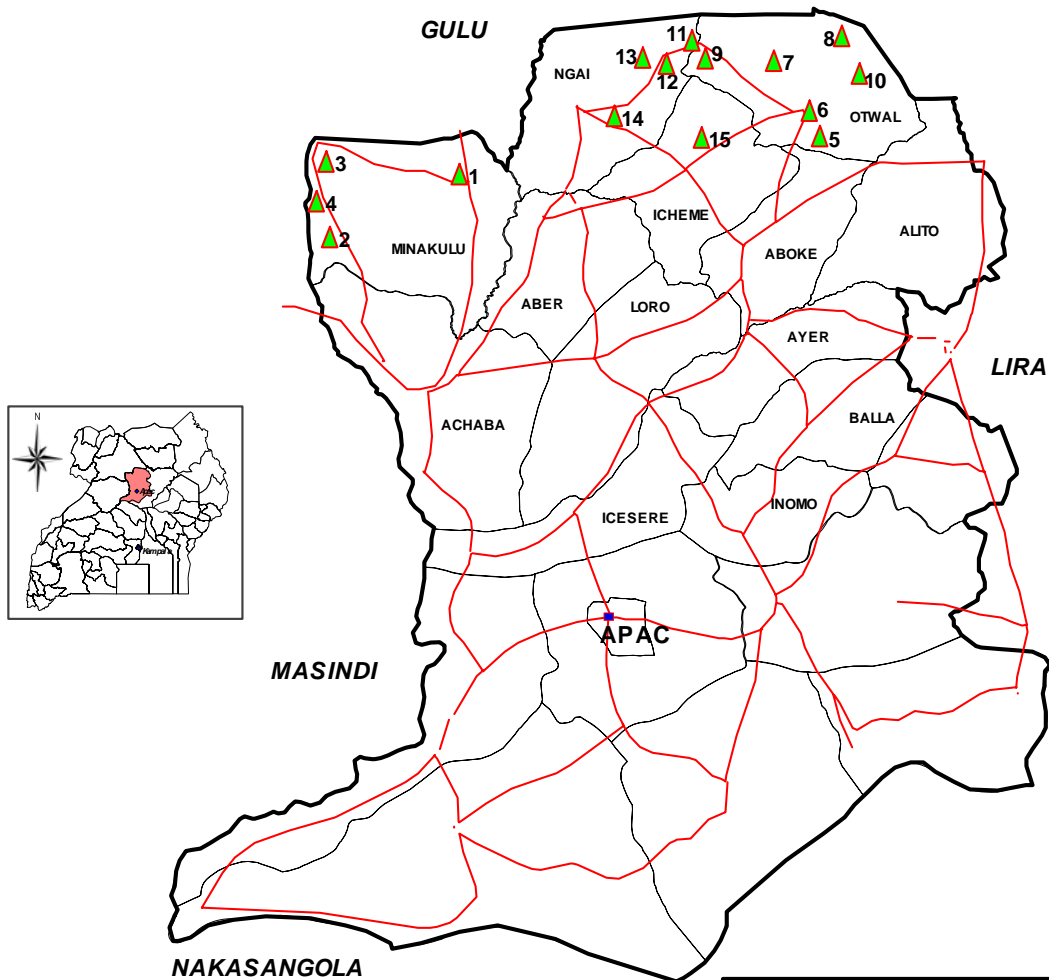 GULU
11
8
13
9
7
NGAI
12
10
6
14
OTWAL
5
15
3
1
4
ICHEME
2
MINAKULU
ALITO
ABOKE
ABER
LORO
AYER
LIRA
BALLA
ACHABA
N
ICESERE
INOMO
APAC
MASINDI
NAKASANGOLA